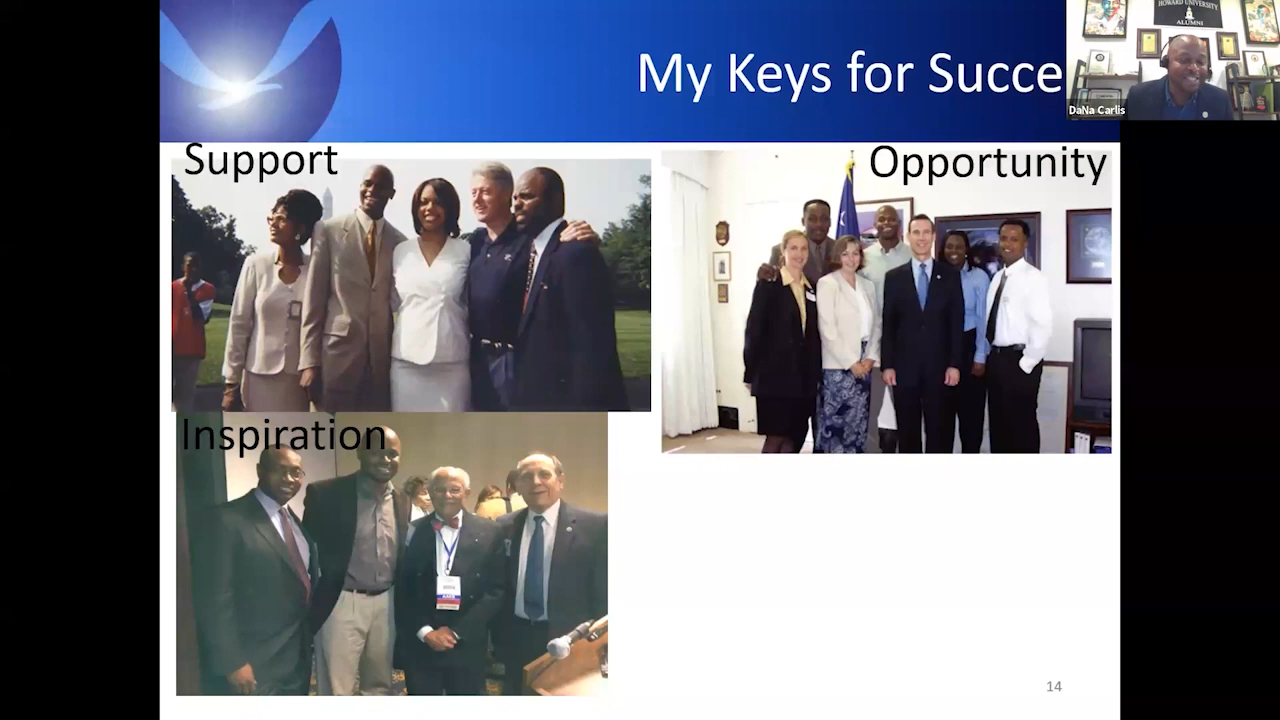 My Keys for Succe
HOWARD UNIVERSITY
ALUMNI
DaNa Carlis
Support
Opportunity
Inspiration
14